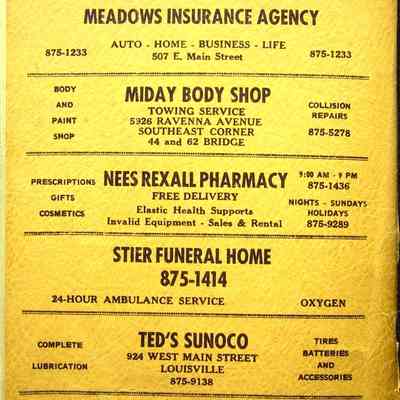 MEADOWS INSURANCE AGENCY
AUTO - HOME - BUSINESS - LIFE
875-1233 507 E. Main Street 875-1233
BODY
AND
PAINT
SHOP
MIDAY BODY SHOP
TOWING SERVICE
5926 RAVENNA AVENUE
SOUTHEAST CORNER
44 and 62 BRIDGE
COLLISION
REPAIRS
875-5278
PRESCRIPTIONS
GIFTS
COSMETICS
NEES REXALL PHARMACY
FREE DELIVERY
Elastic Health Supports
Invalid Equipment - Sales & Rental
9:00 AM - 9 PM
875-1436
NIGHTS - SUNDAYS
HOLIDAYS
875-9289
STIER FUNERAL HOME
875-1414
24-HOUR AMBULANCE SERVICE OXYGEN
COMPLETE
LUBRICATION
TED'S SUNOCO
924 WEST MAIN STREET
LOUISVILLE
875-9138
TIRES
BATTERIES
AND
ACCESSORIES